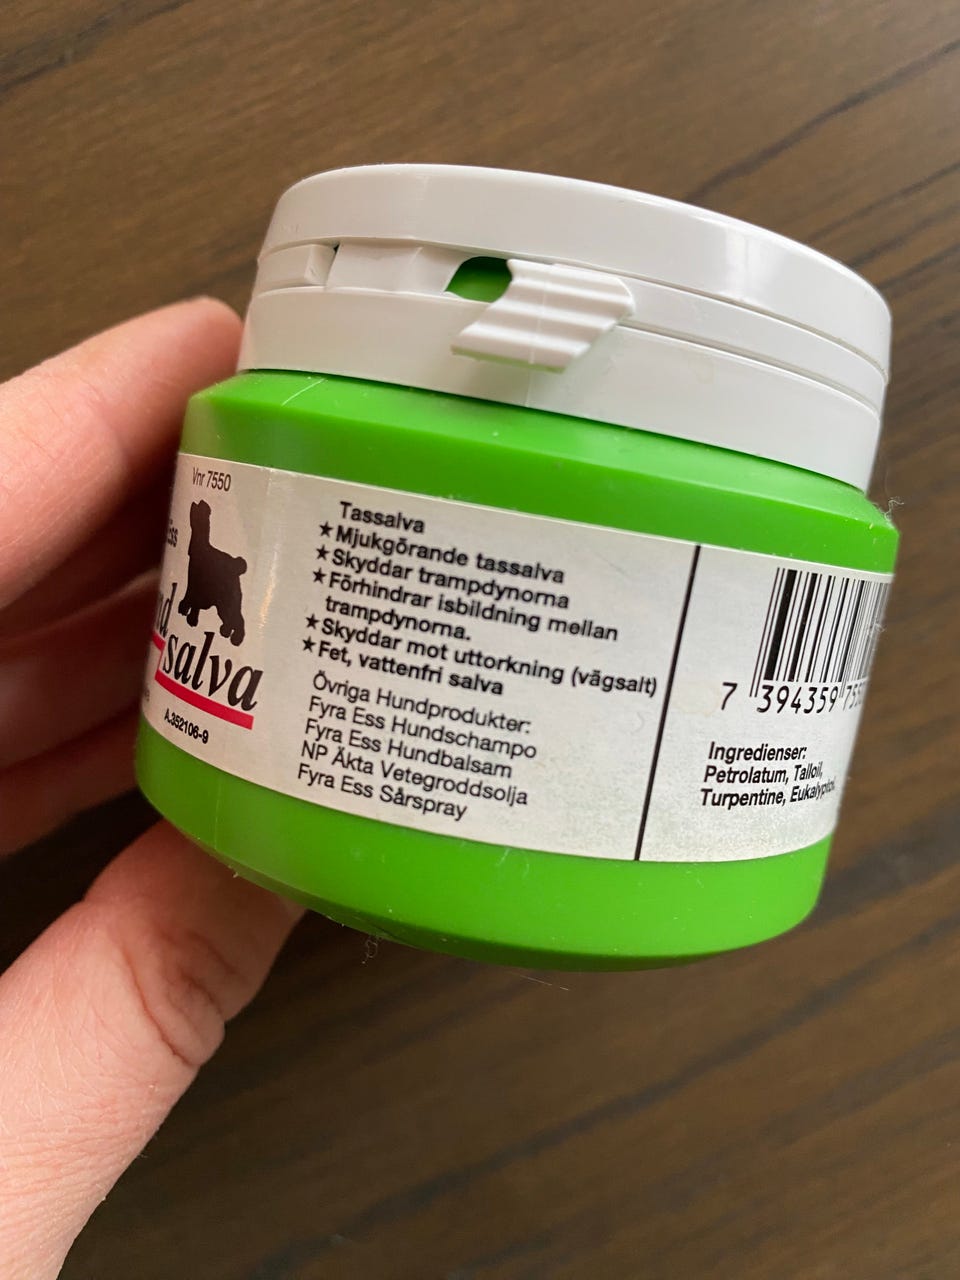 Vnr 7550
salva
A.352106-9
Tassalva
★Mjukgörande tassalva
★Skyddar trampdynorna
★Förhindrar isbildning mellan
trampdynorna.
★Skyddar mot uttorkning (vägsalt)
★Fet, vattenfri salva
Övriga Hundprodukter:
Fyra Ess Hundschampo
Fyra Ess Hundbalsam
NP Äkta Vetegroddsolja
Fyra Ess Sårspray
7 394359
Ingredienser:
Petrolatum, Talloil,
Turpentine,